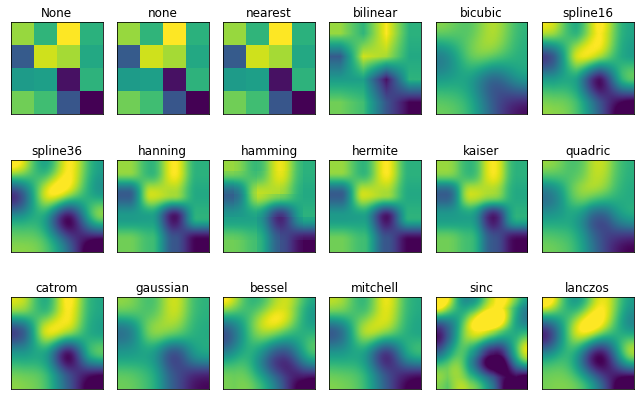 None none nearest bilinear bicubic spline16
spline36 hanning hamming hermite kaiser quadric
catrom gaussian bessel mitchell sinc lanczos